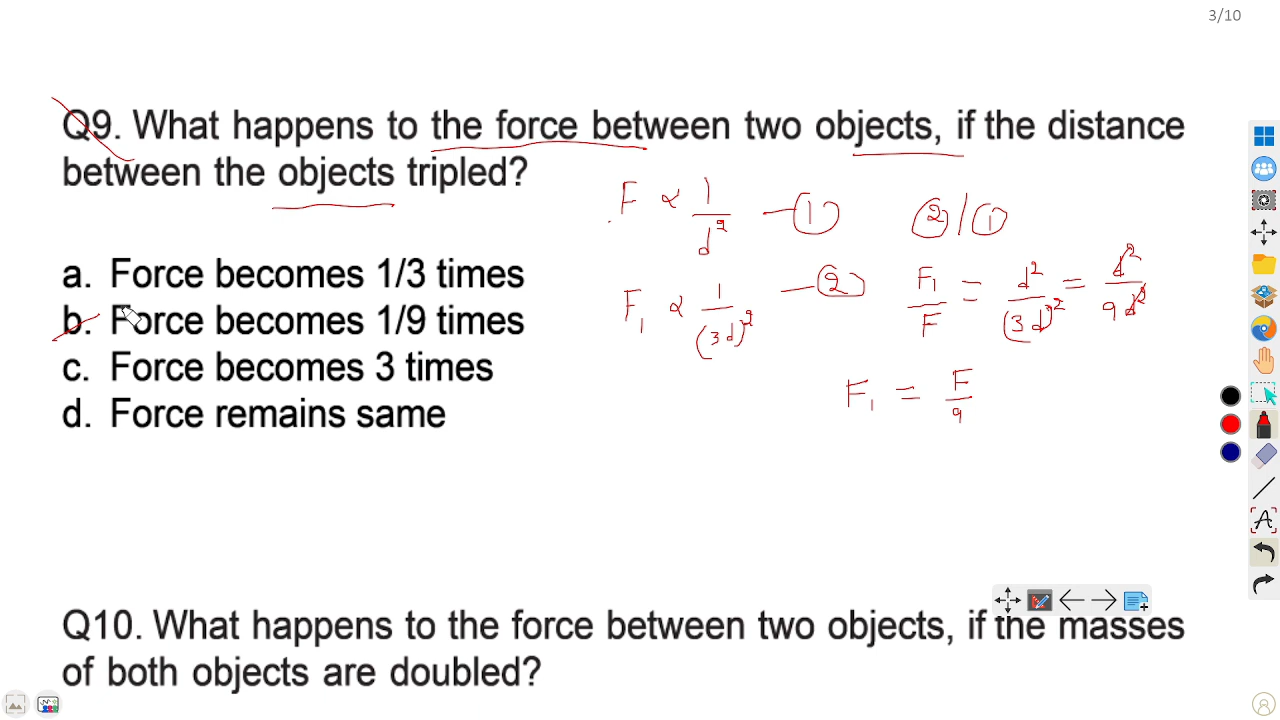 3/10
Q9. What happens to the force between two objects, if the distance
between the objects tripled?
F ∝ 1/d² — ①
② / ①
a. Force becomes 1/3 times
F₁ ∝ 1/(3d)² — ②
F₁/F = d²/(3d)² = d²/9d²
b. Force becomes 1/9 times
c. Force becomes 3 times
F₁ = F/9
d. Force remains same
Q10. What happens to the force between two objects, if the masses
of both objects are doubled?